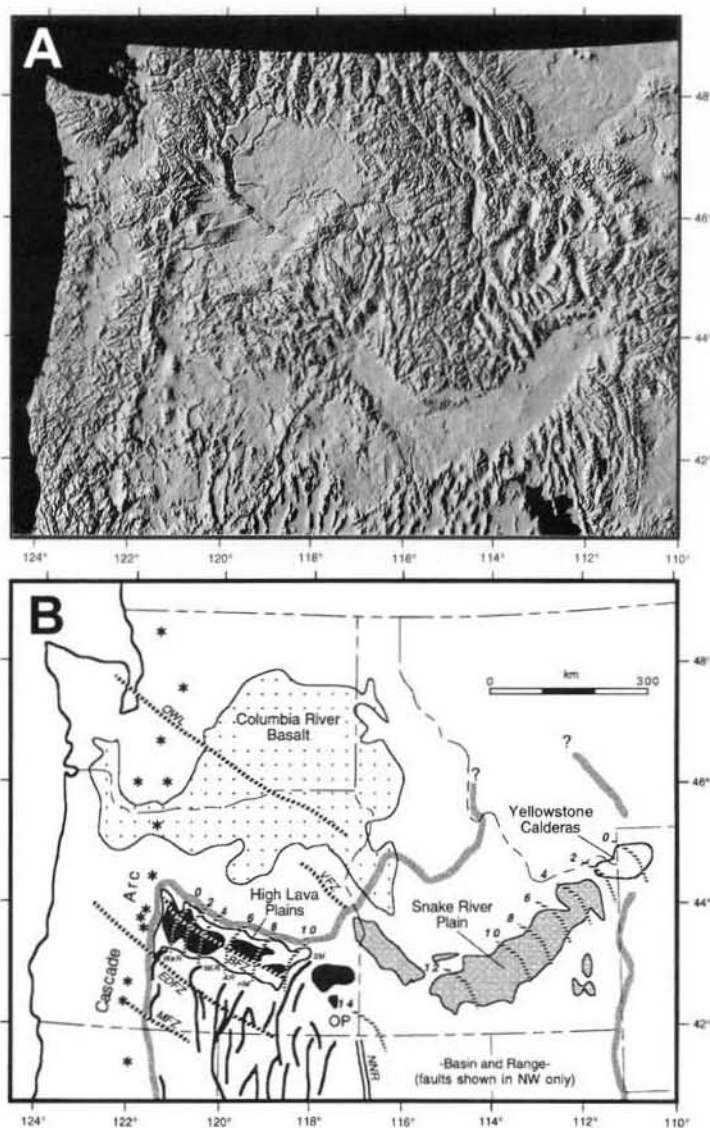 A
48°
46°
44°
42°
124° 122° 120° 118° 116° 114° 112° 110°
B
48°
km
0 300
OWL
Columbia River
Basalt
?
?
46°
Yellowstone
Calderas
0
2
4
Arc
VFZ
6
44°
0
2
4
High Lava
Plains
6
8
10
Snake River
Plain
8
10
BFZ
SM
12
Cascade
EDFZ
MFZ
14
OP
42°
NNR
-Basin and Range-
(faults shown in NW only)
124° 122° 120° 118° 116° 114° 112° 110°